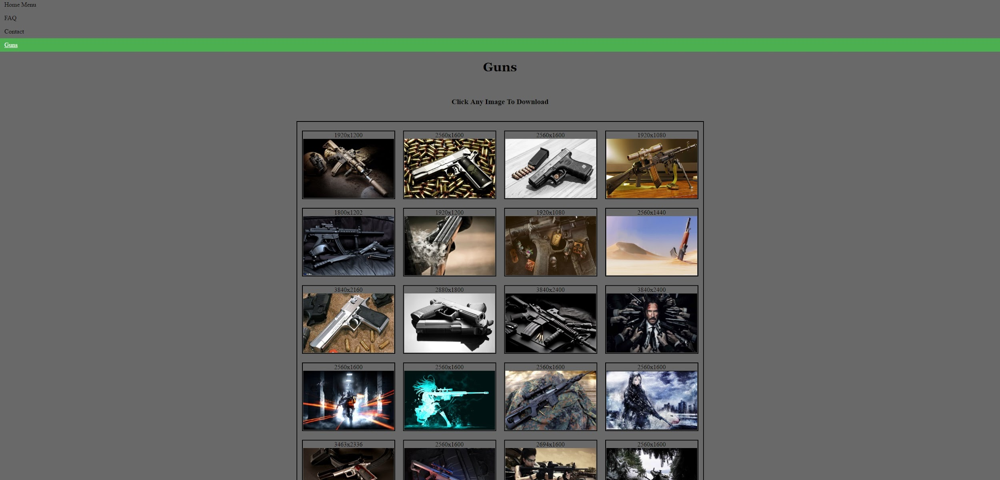 Home Menu
FAQ
Contact
Guns
Guns
Click Any Image To Download
1920x1200 2560x1600 2560x1600 1920x1080
1800x1202 1920x1200 1920x1080 2560x1440
3840x2160 2880x1800 3840x2400 3840x2400
2560x1600 2560x1600 2560x1600 2560x1600
3463x2336 2560x1600 2694x1600 2560x1600